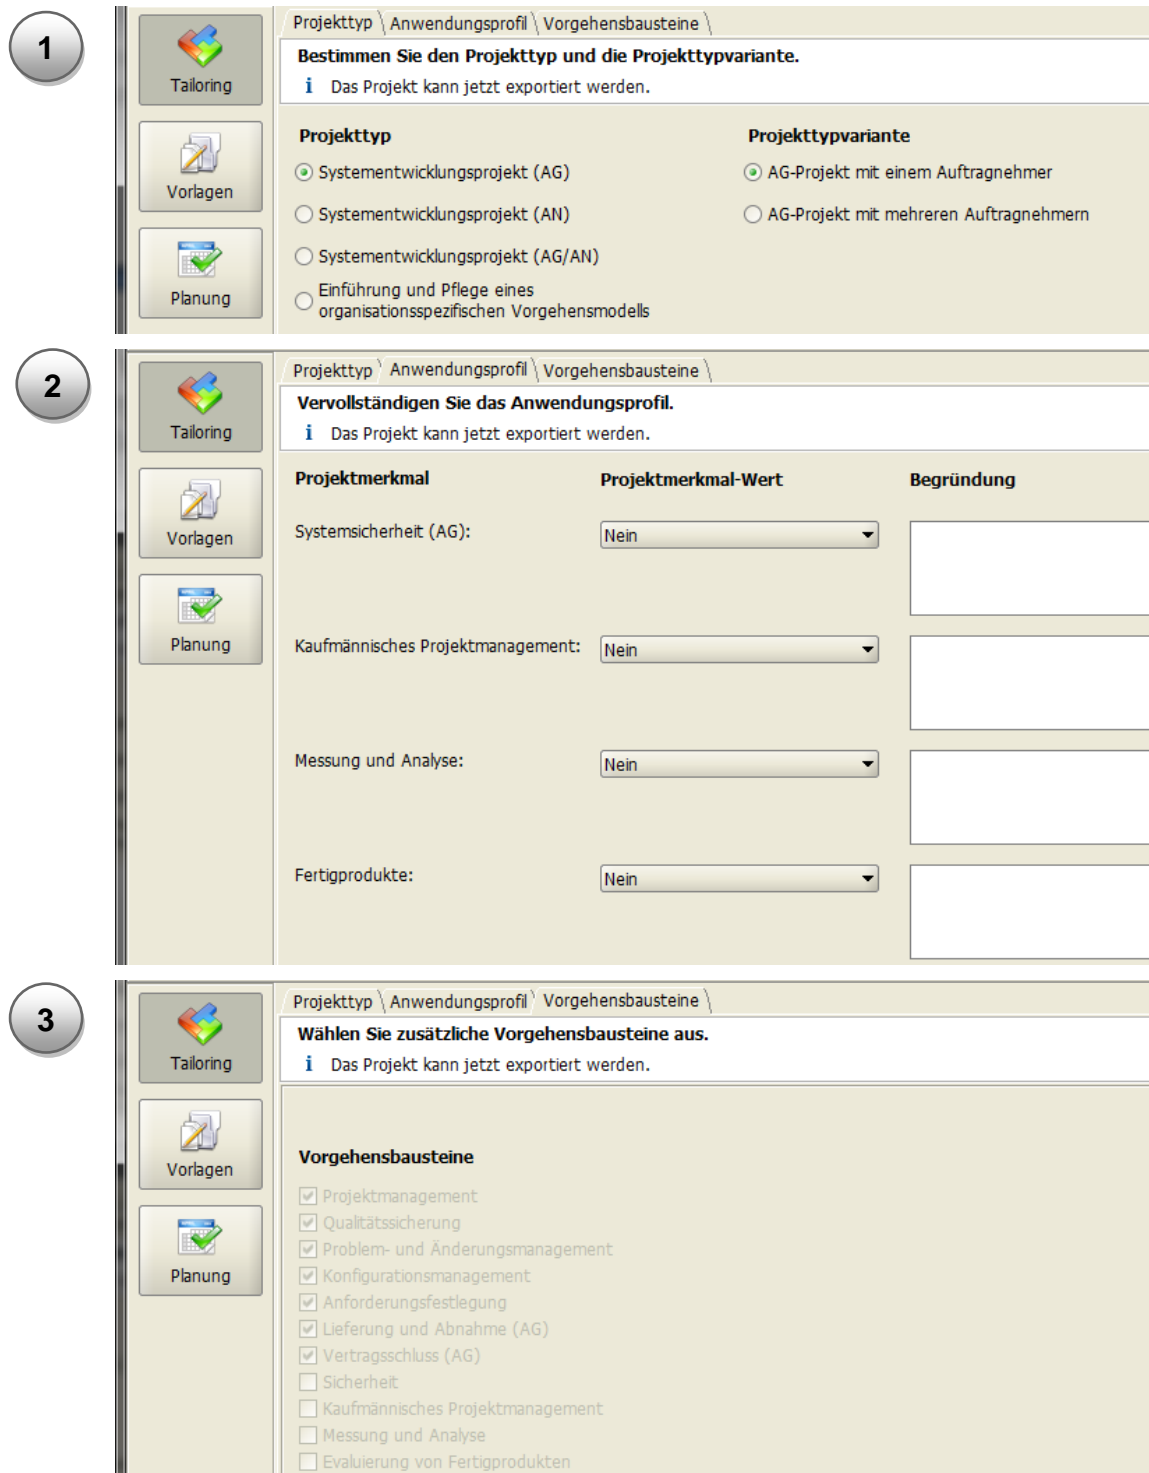 1
Projekttyp Anwendungsprofil Vorgehensbausteine
Bestimmen Sie den Projekttyp und die Projekttypvariante.
i Das Projekt kann jetzt exportiert werden.
Tailoring
Vorlagen
Planung
Projekttyp Projekttypvariante
Systementwicklungsprojekt (AG) AG-Projekt mit einem Auftragnehmer
Systementwicklungsprojekt (AN) AG-Projekt mit mehreren Auftragnehmern
Systementwicklungsprojekt (AG/AN)
Einführung und Pflege eines
organisationsspezifischen Vorgehensmodells
2
Projekttyp Anwendungsprofil Vorgehensbausteine
Vervollständigen Sie das Anwendungsprofil.
i Das Projekt kann jetzt exportiert werden.
Tailoring
Vorlagen
Planung
Projektmerkmal Projektmerkmal-Wert Begründung
Systemsicherheit (AG): Nein
Kaufmännisches Projektmanagement: Nein
Messung und Analyse: Nein
Fertigprodukte: Nein
3
Projekttyp Anwendungsprofil Vorgehensbausteine
Wählen Sie zusätzliche Vorgehensbausteine aus.
i Das Projekt kann jetzt exportiert werden.
Tailoring
Vorlagen
Planung
Vorgehensbausteine
Projektmanagement
Qualitätssicherung
Problem- und Änderungsmanagement
Konfigurationsmanagement
Anforderungsfestlegung
Lieferung und Abnahme (AG)
Vertragsschluss (AG)
Sicherheit
Kaufmännisches Projektmanagement
Messung und Analyse
Evaluierung von Fertigprodukten